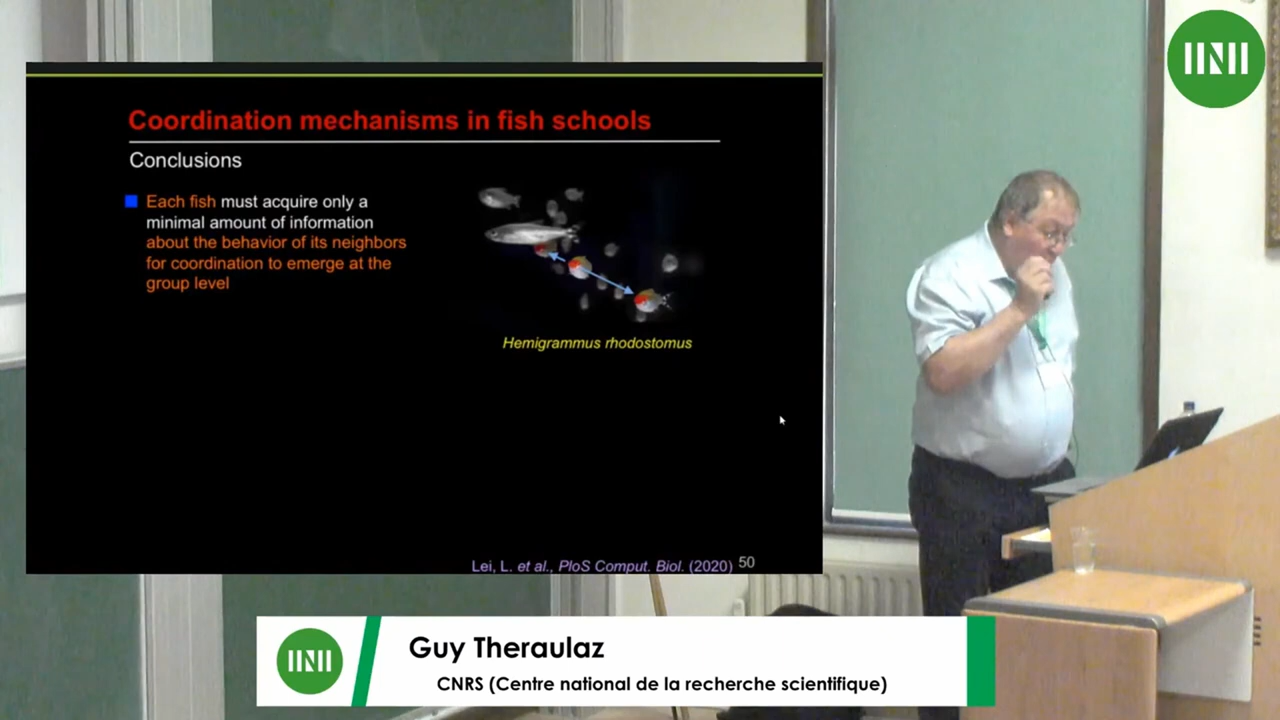 Coordination mechanisms in fish schools
Conclusions
Each fish must acquire only a
minimal amount of information
about the behavior of its neighbors
for coordination to emerge at the
group level
Hemigrammus rhodostomus
Lei, L. et al., PloS Comput. Biol. (2020) 50
Guy Theraulaz
CNRS (Centre national de la recherche scientifique)